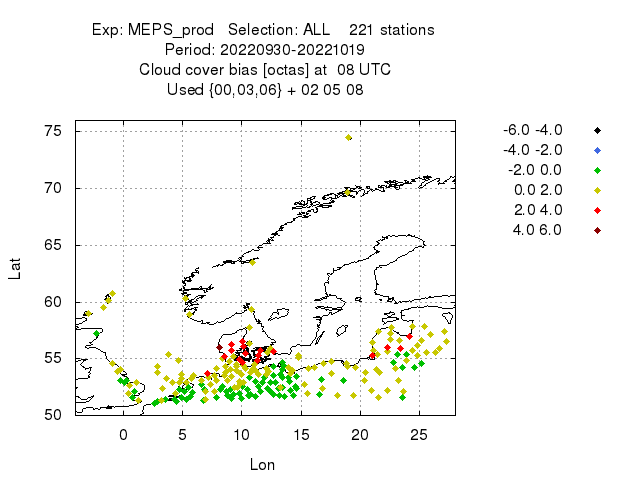 Exp: MEPS_prod   Selection: ALL    221 stations
Period: 20220930-20221019
Cloud cover bias [octas] at  08 UTC
Used {00,03,06} + 02 05 08
-6.0 -4.0
-4.0 -2.0
-2.0 0.0
0.0 2.0
2.0 4.0
4.0 6.0
Lat
75
70
65
60
55
50
0 5 10 15 20 25
Lon